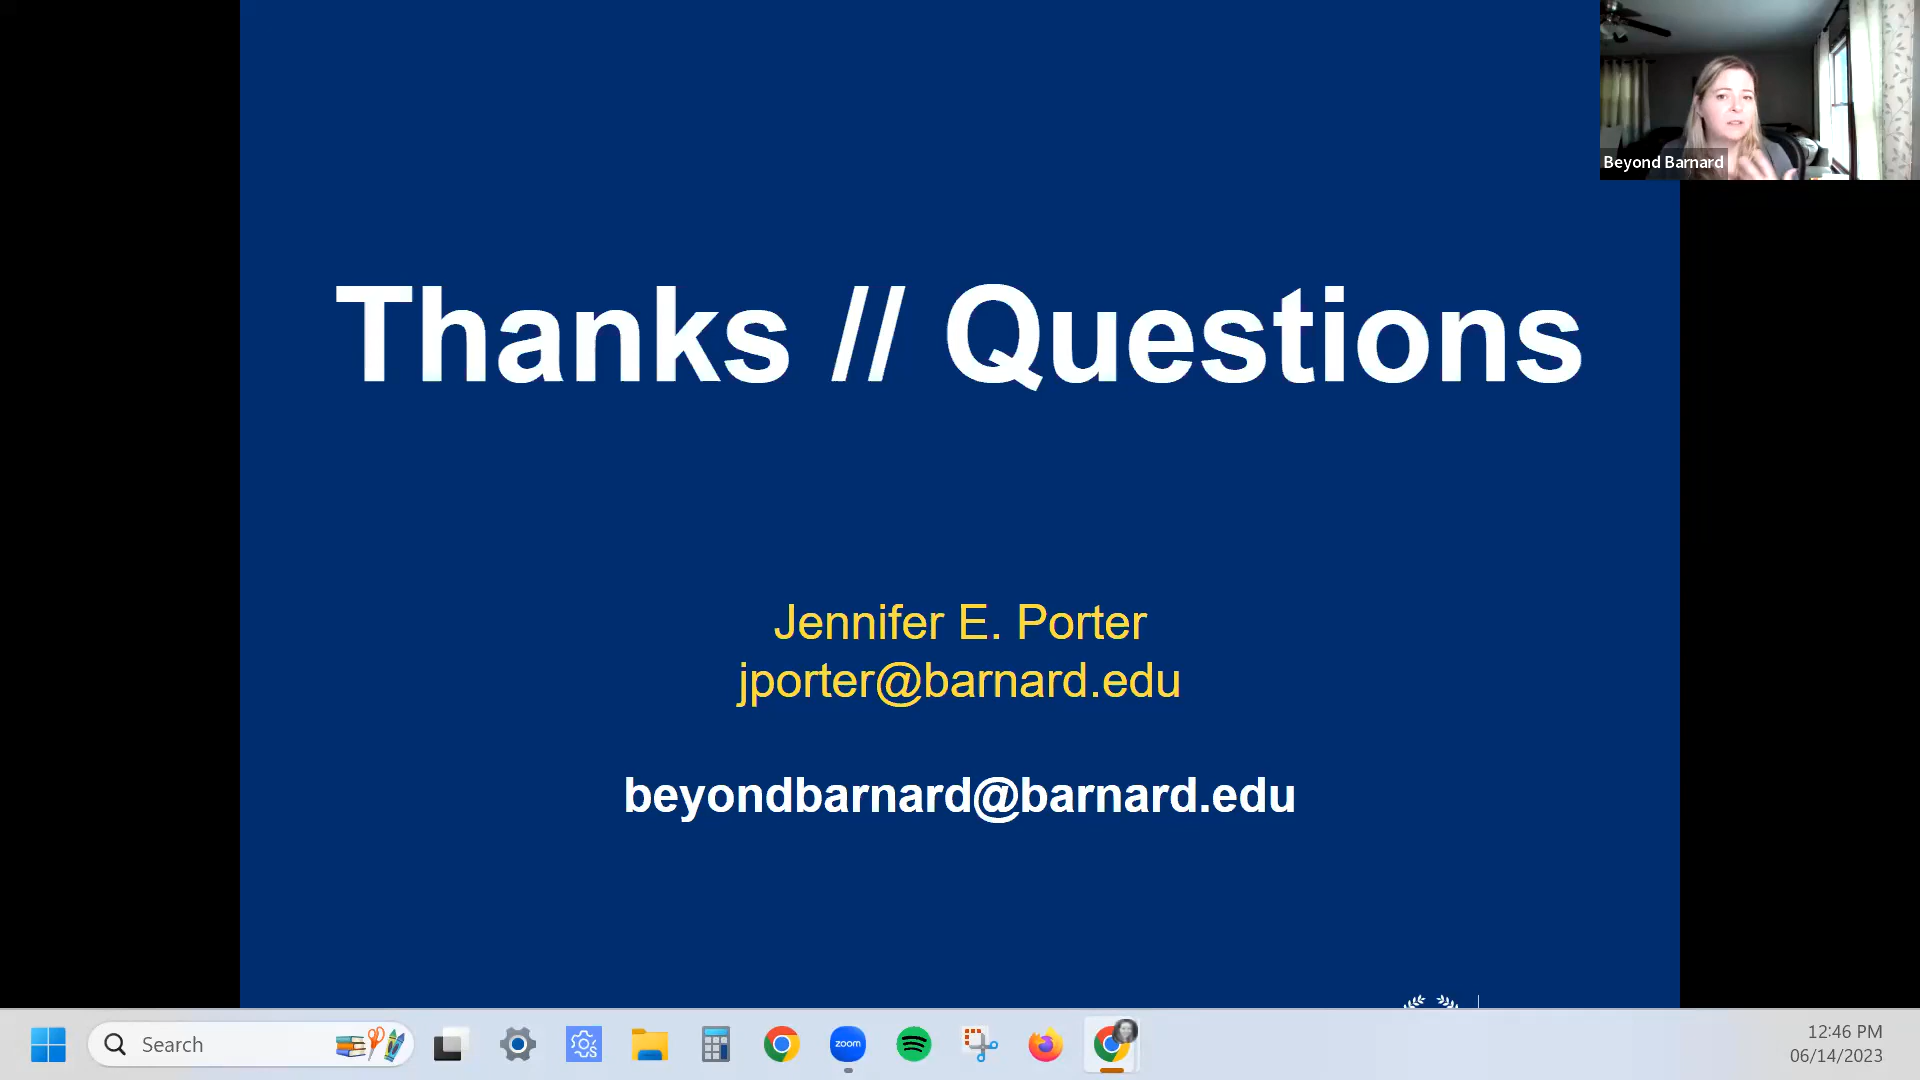 Beyond Barnard
Thanks // Questions
Jennifer E. Porter
jporter@barnard.edu
beyondbarnard@barnard.edu
Search
zoom
12:46 PM
06/14/2023